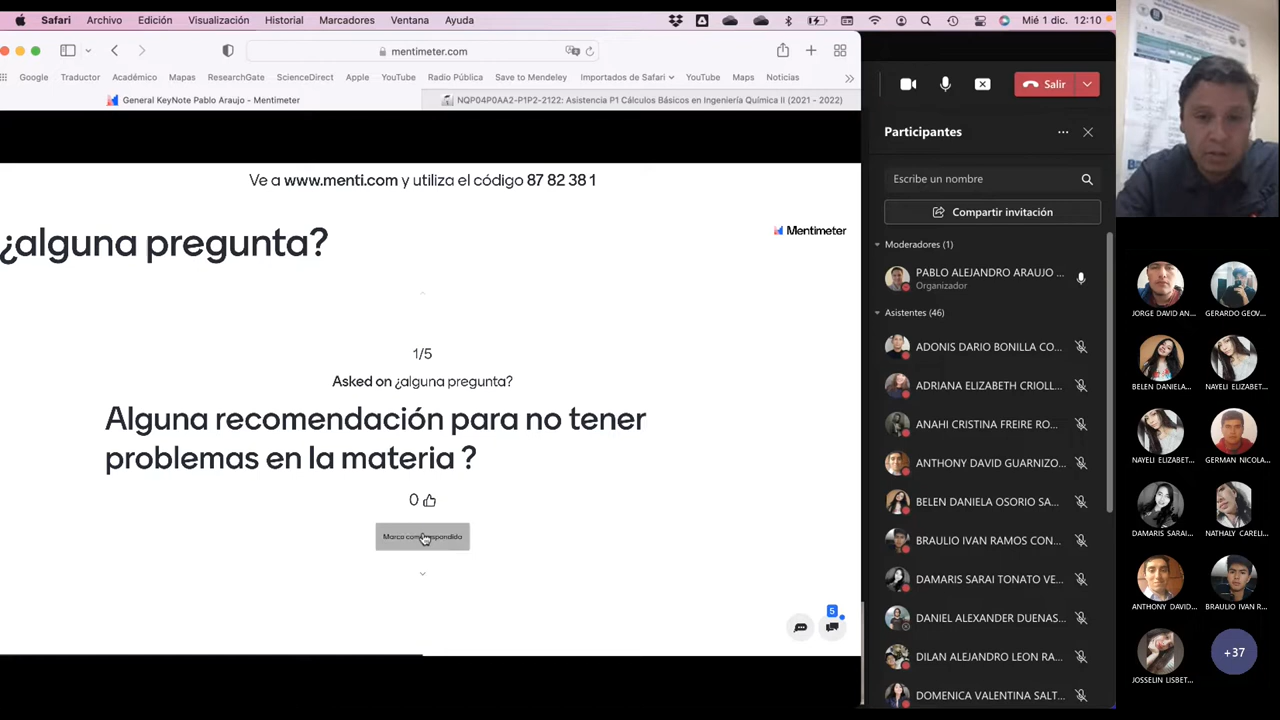 Safari Archivo Edición Visualización Historial Marcadores Ventana Ayuda Mié 1 dic. 12:10
mentimeter.com
Google Traductor Académico Mapas ResearchGate ScienceDirect Apple YouTube Radio Pública Save to Mendeley Importados de Safari YouTube Maps Noticias
General KeyNote Pablo Araujo - Mentimeter
NQP04P0AA2-P1P2-2122: Asistencia P1 Cálculos Básicos en Ingeniería Química II (2021 - 2022)
Ve a www.menti.com y utiliza el código 87 82 38 1
¿alguna pregunta?
Mentimeter
1/5
Asked on ¿alguna pregunta?
Alguna recomendación para no tener
problemas en la materia ?
0
Marca como respondido
5
Salir
Participantes
Escribe un nombre
Compartir invitación
Moderadores (1)
PABLO ALEJANDRO ARAUJO ...
Organizador
Asistentes (46)
ADONIS DARIO BONILLA CO...
ADRIANA ELIZABETH CRIOLL...
ANAHI CRISTINA FREIRE RO...
ANTHONY DAVID GUARNIZO...
BELEN DANIELA OSORIO SA...
BRAULIO IVAN RAMOS CON...
DAMARIS SARAI TONATO VE...
DANIEL ALEXANDER DUENAS...
DILAN ALEJANDRO LEON RA...
DOMENICA VALENTINA SALT...
JORGE DAVID AN... GERARDO GEOV...
BELEN DANIELA... NAYELI ELIZABET...
NAYELI ELIZABET... GERMAN NICOLA...
DAMARIS SARAI... NATHALY CARELI...
ANTHONY DAVID... BRAULIO IVAN R...
JOSSELIN LISBET... +37